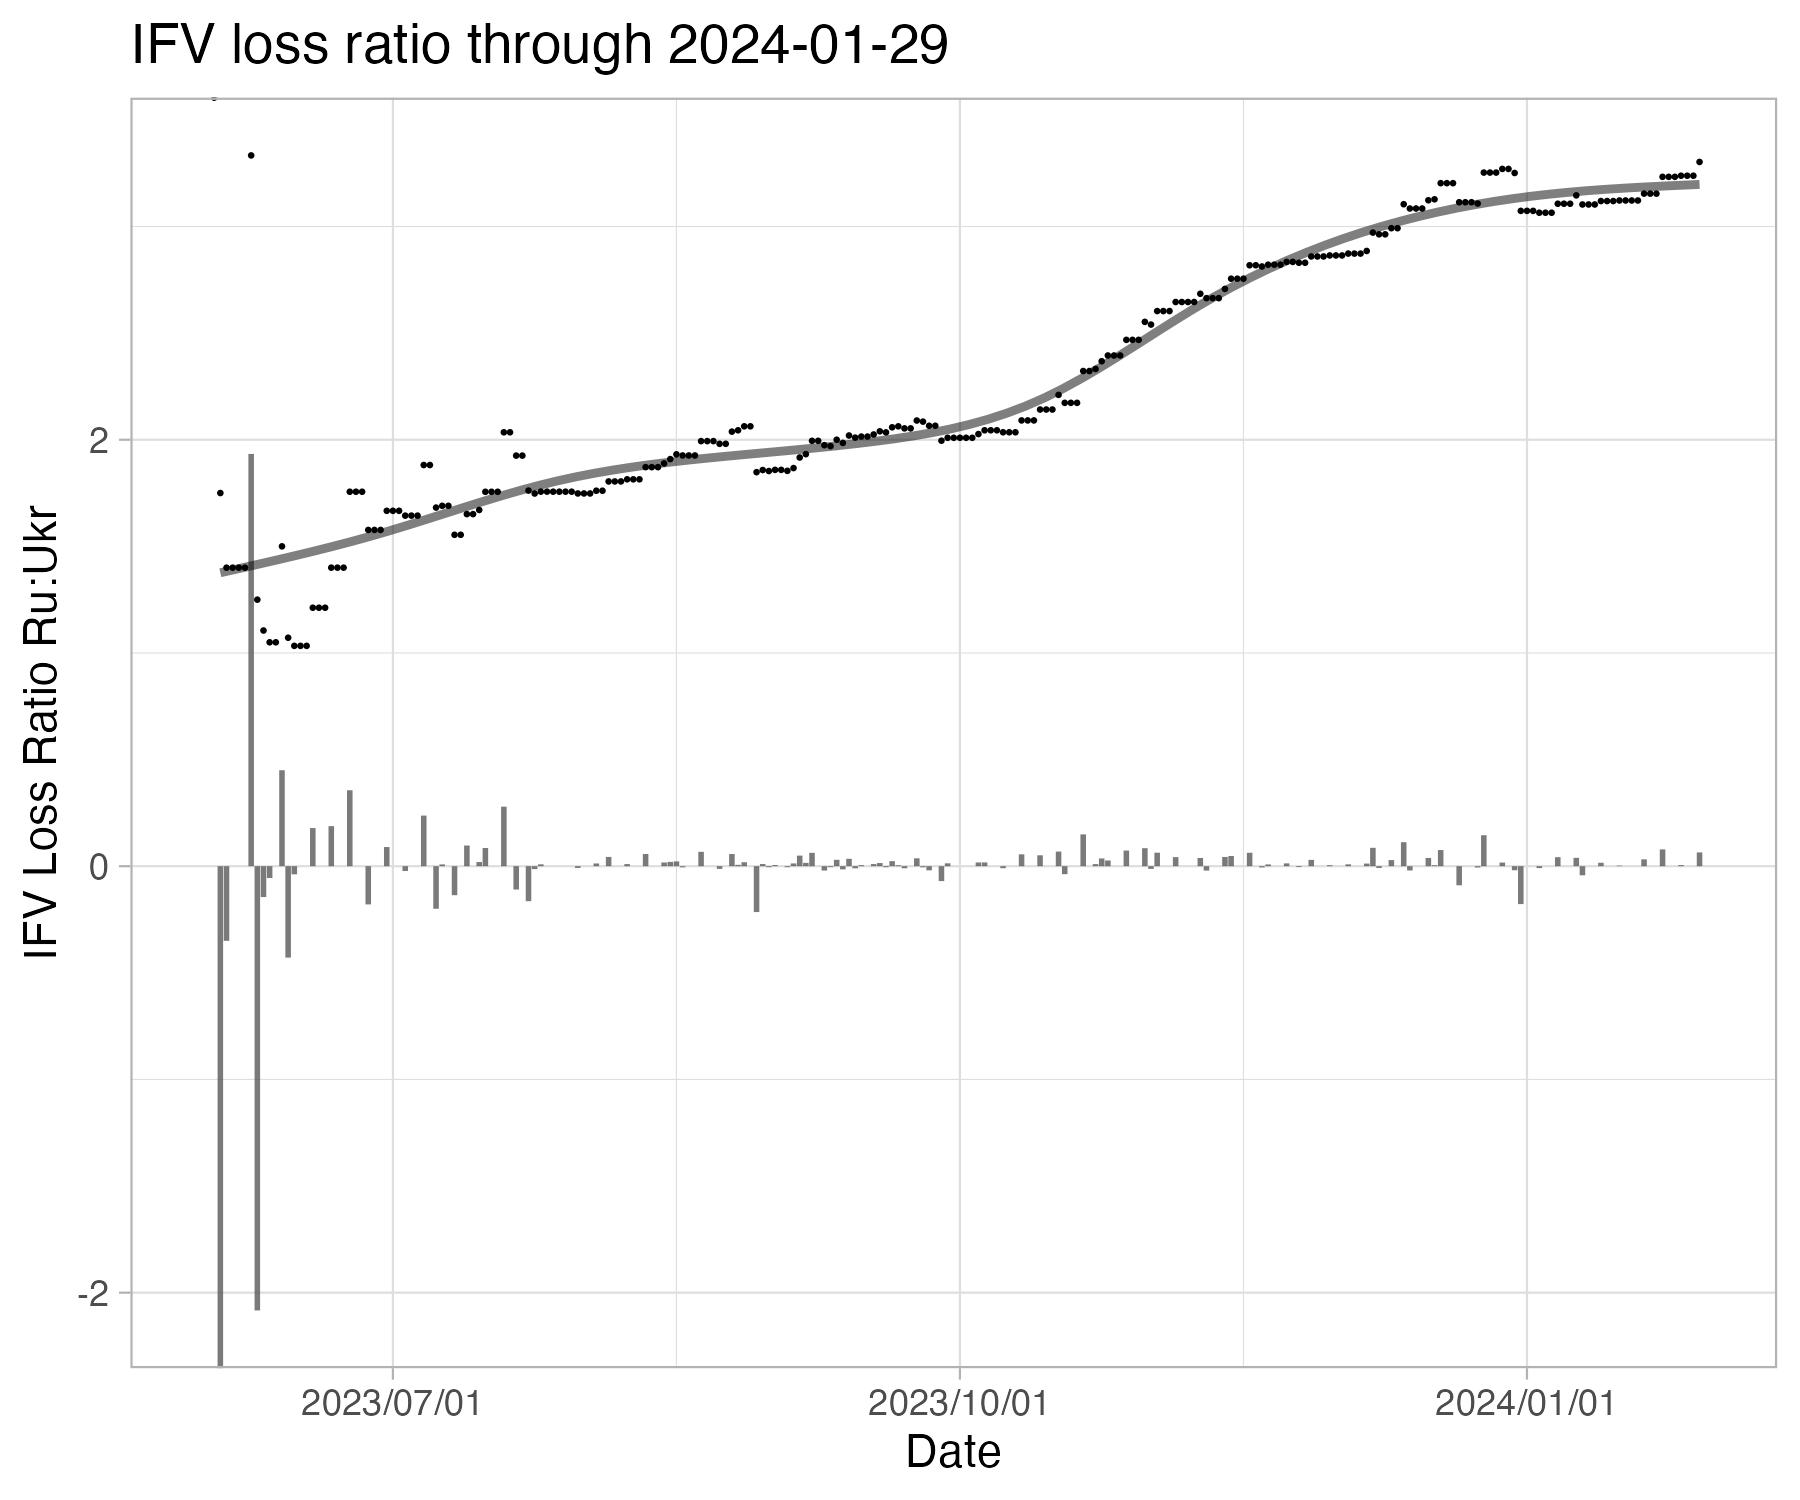 IFV loss ratio through 2024-01-29
IFV Loss Ratio Ru:Ukr
2
0
-2
2023/07/01
2023/10/01
2024/01/01
Date